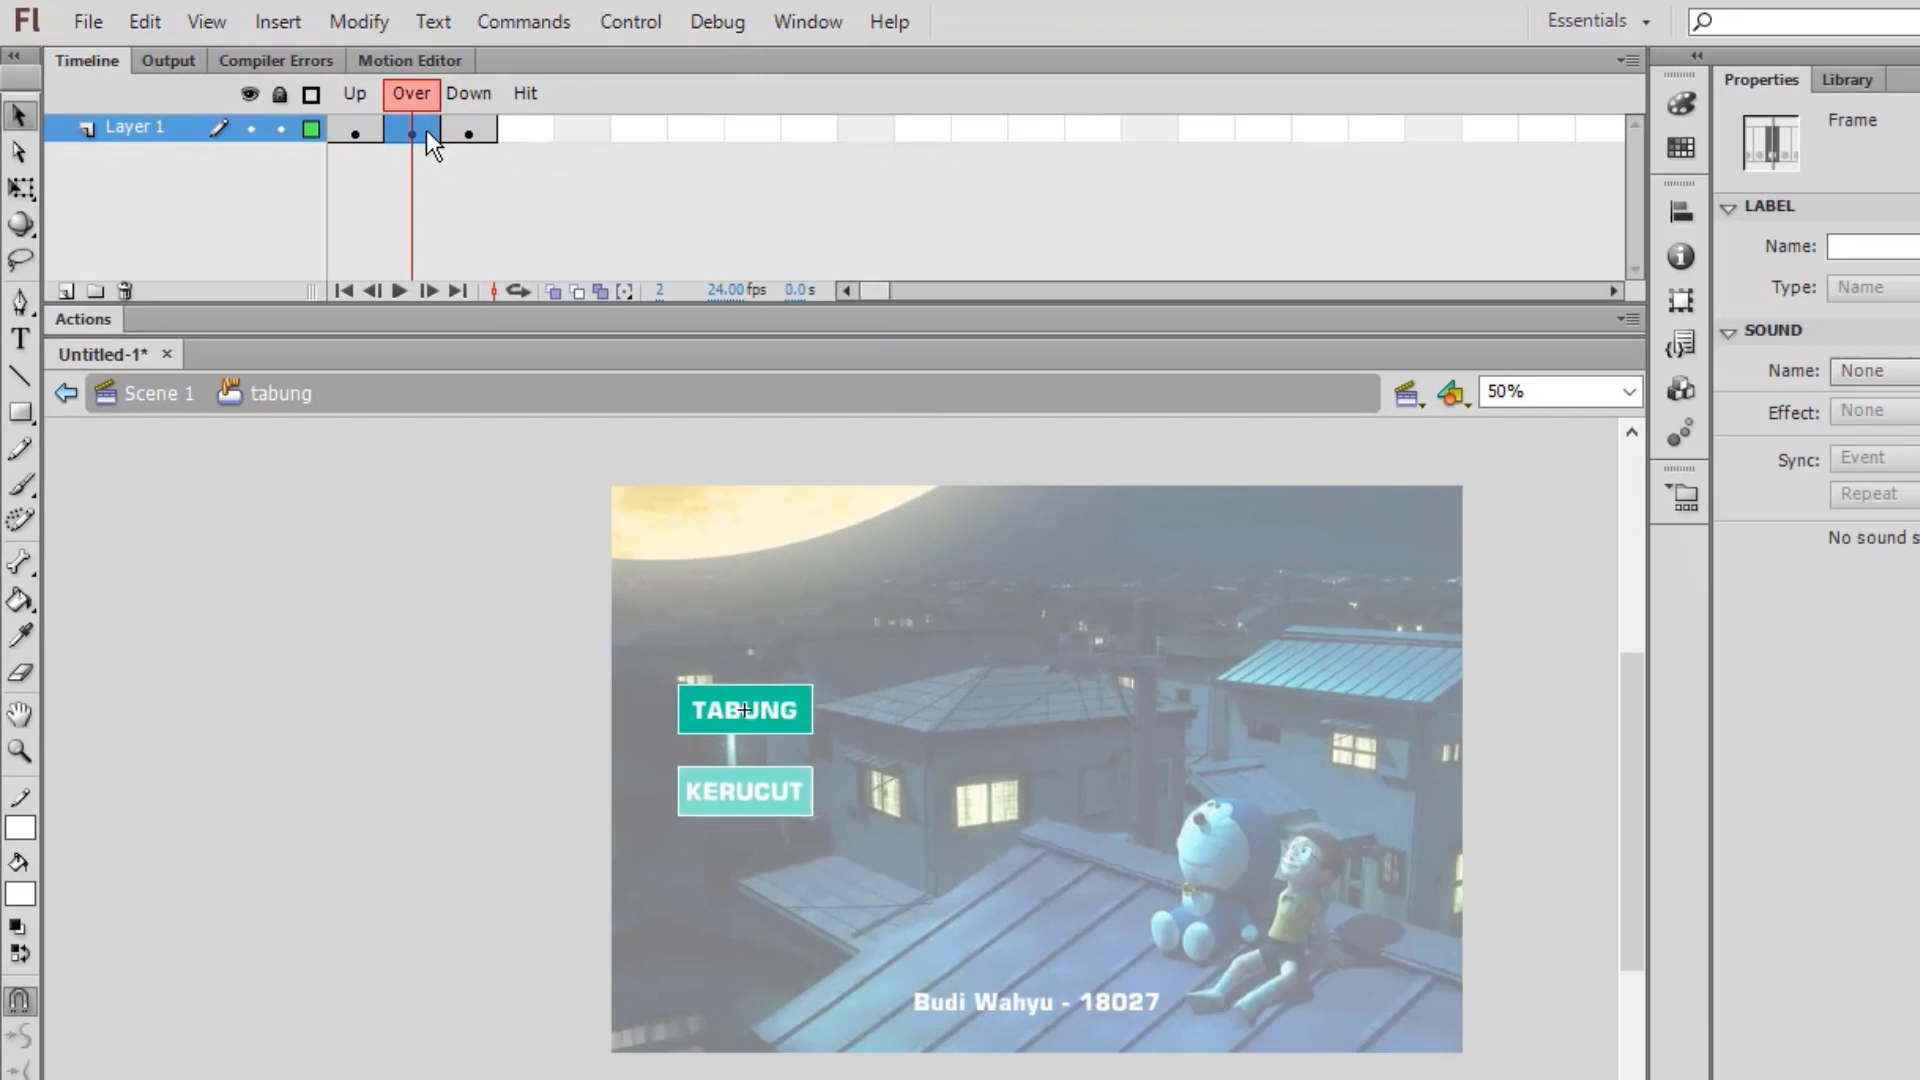 Fl File Edit View Insert Modify Text Commands Control Debug Window Help Essentials
Timeline Output Compiler Errors Motion Editor
Properties Library
Up Over Down Hit
Layer 1
Frame
LABEL
Name:
Type: Name
2 24.00 fps 0.0 s
Actions
SOUND
Untitled-1*
Name: None
Scene 1 tabung 50%
Effect: None
Sync: Event
Repeat
No sound s
TABUNG
KERUCUT
Budi Wahyu - 18027